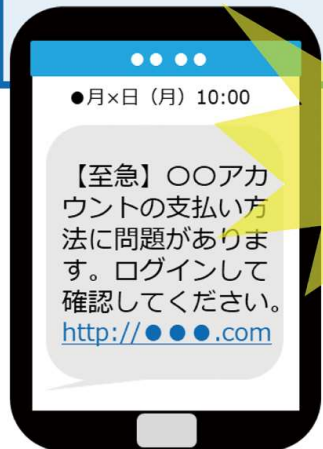 ●● ●●
●月×日（月）10:00
【至急】〇〇アカ
ウントの支払い方
法に問題がありま
す。ログインして
確認してください。
http://●●●.com